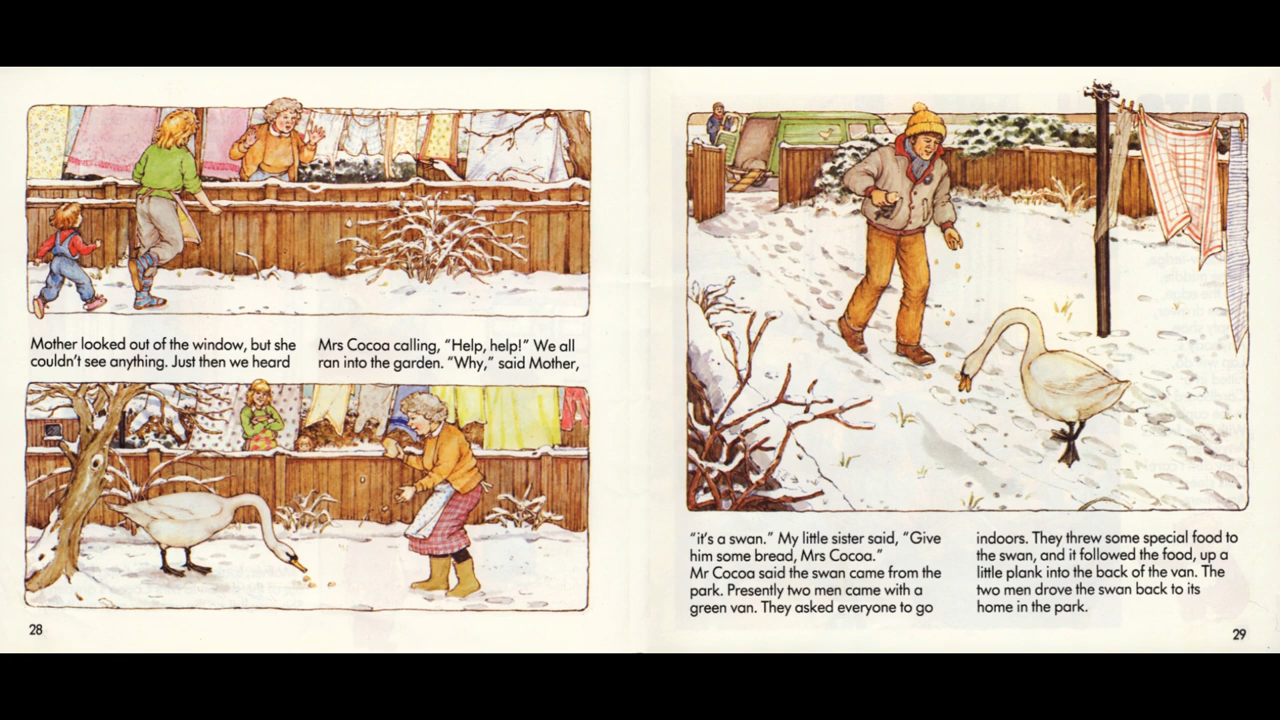 Mother looked out of the window, but she
couldn't see anything. Just then we heard
Mrs Cocoa calling, “Help, help!” We all
ran into the garden. “Why,” said Mother,
28
“it's a swan.” My little sister said, “Give
him some bread, Mrs Cocoa.”
Mr Cocoa said the swan came from the
park. Presently two men came with a
green van. They asked everyone to go
indoors. They threw some special food to
the swan, and it followed the food, up a
little plank into the back of the van. The
two men drove the swan back to its
home in the park.
29